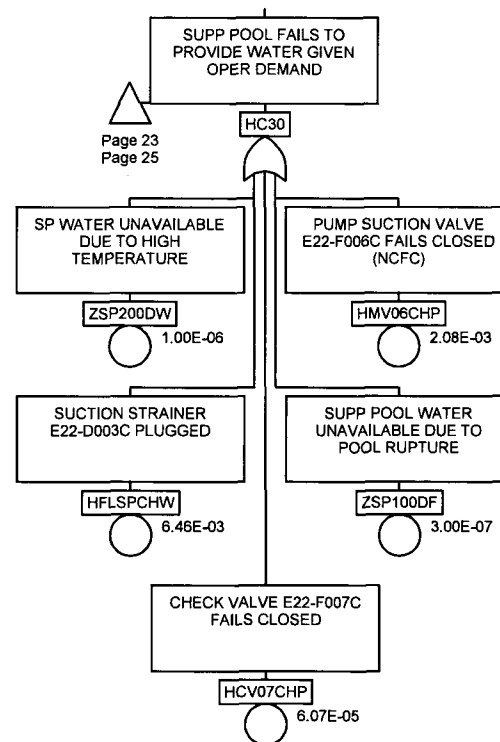 SUPP POOL FAILS TO
PROVIDE WATER GIVEN
OPER DEMAND
Page 23
Page 25
HC30
SP WATER UNAVAILABLE
DUE TO HIGH
TEMPERATURE
ZSP200DW
1.00E-06
PUMP SUCTION VALVE
E22-F006C FAILS CLOSED
(NCFC)
HMV06CHP
2.08E-03
SUCTION STRAINER
E22-D003C PLUGGED
HFLSPCHW
6.46E-03
SUPP POOL WATER
UNAVAILABLE DUE TO
POOL RUPTURE
ZSP100DF
3.00E-07
CHECK VALVE E22-F007C
FAILS CLOSED
HCV07CHP
6.07E-05